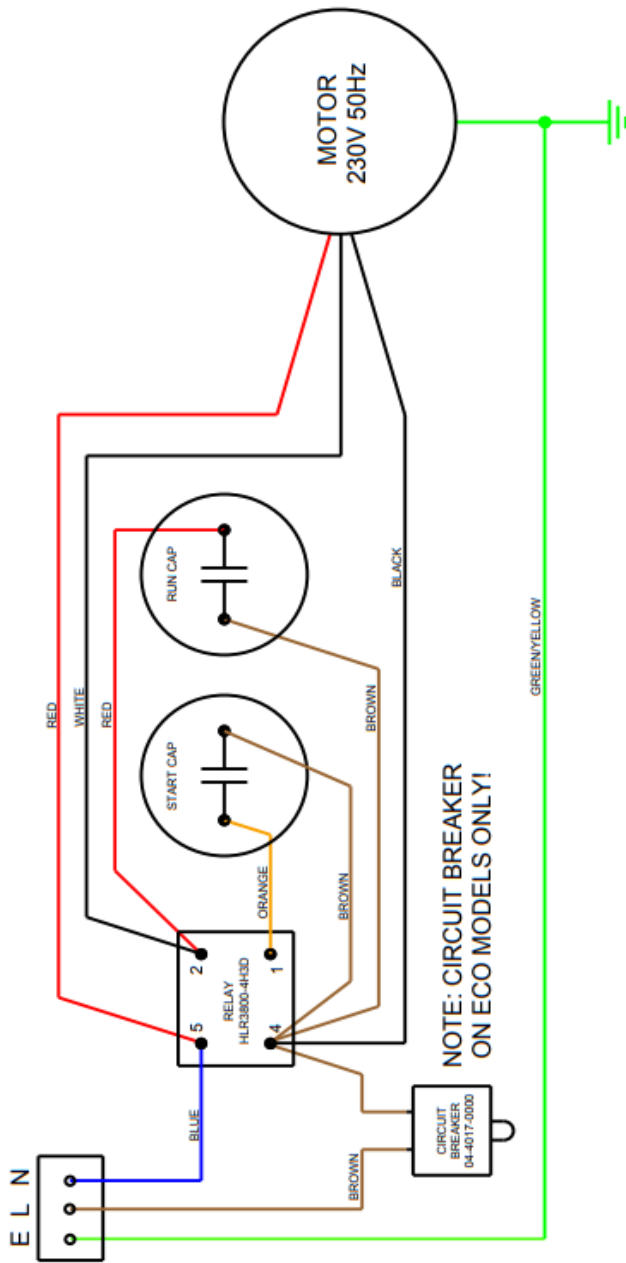 MOTOR
230V 50Hz
RED
WHITE
RED
RUN CAP
START CAP
BLACK
BROWN
BROWN
ORANGE
GREEN/YELLOW
2
5
1
4
RELAY
HLR3800-4H3D
BLUE
NOTE: CIRCUIT BREAKER
ON ECO MODELS ONLY!
CIRCUIT
BREAKER
04-4017-0000
BROWN
E L N